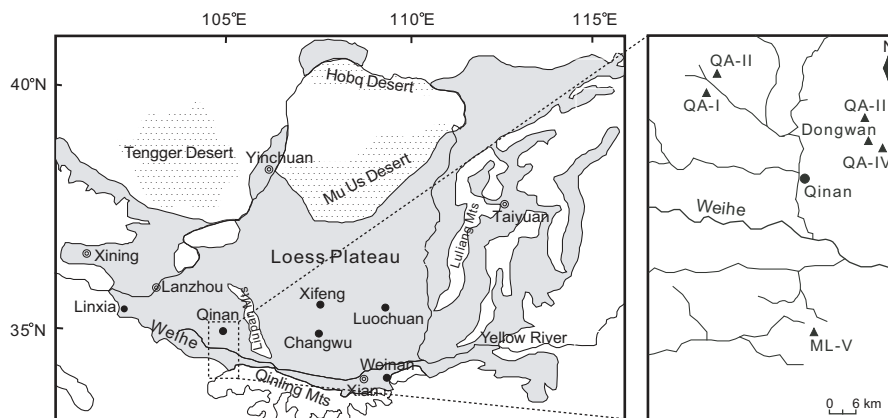 105°E 110°E 115°E
40°N
35°N
Hobq Desert
Tengger Desert
Yinchuan
Mu Us Desert
Luliang Mts
Taiyuan
Loess Plateau
Xining
Lanzhou
Linxia
Qinan
Liupan Mts
Xifeng
Luochuan
Changwu
Weihe
Yellow River
Weinan
Xian
Qinling Mts
N
QA-II
QA-I
QA-II
Dongwan
QA-IV
Qinan
Weihe
ML-V
0 6 km